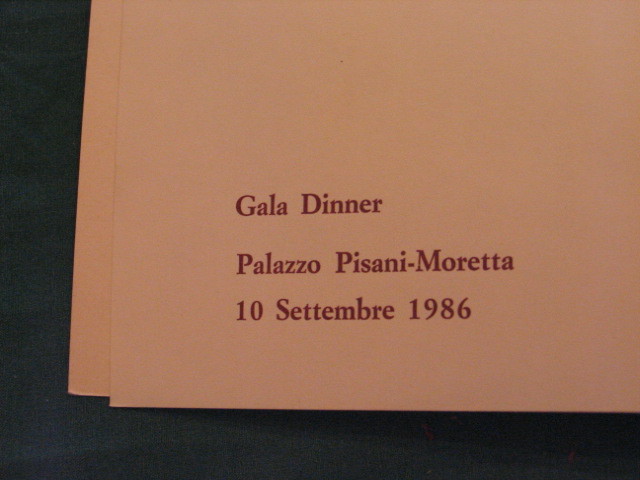 Gala Dinner
Palazzo Pisani-Moretta
10 Settembre 1986